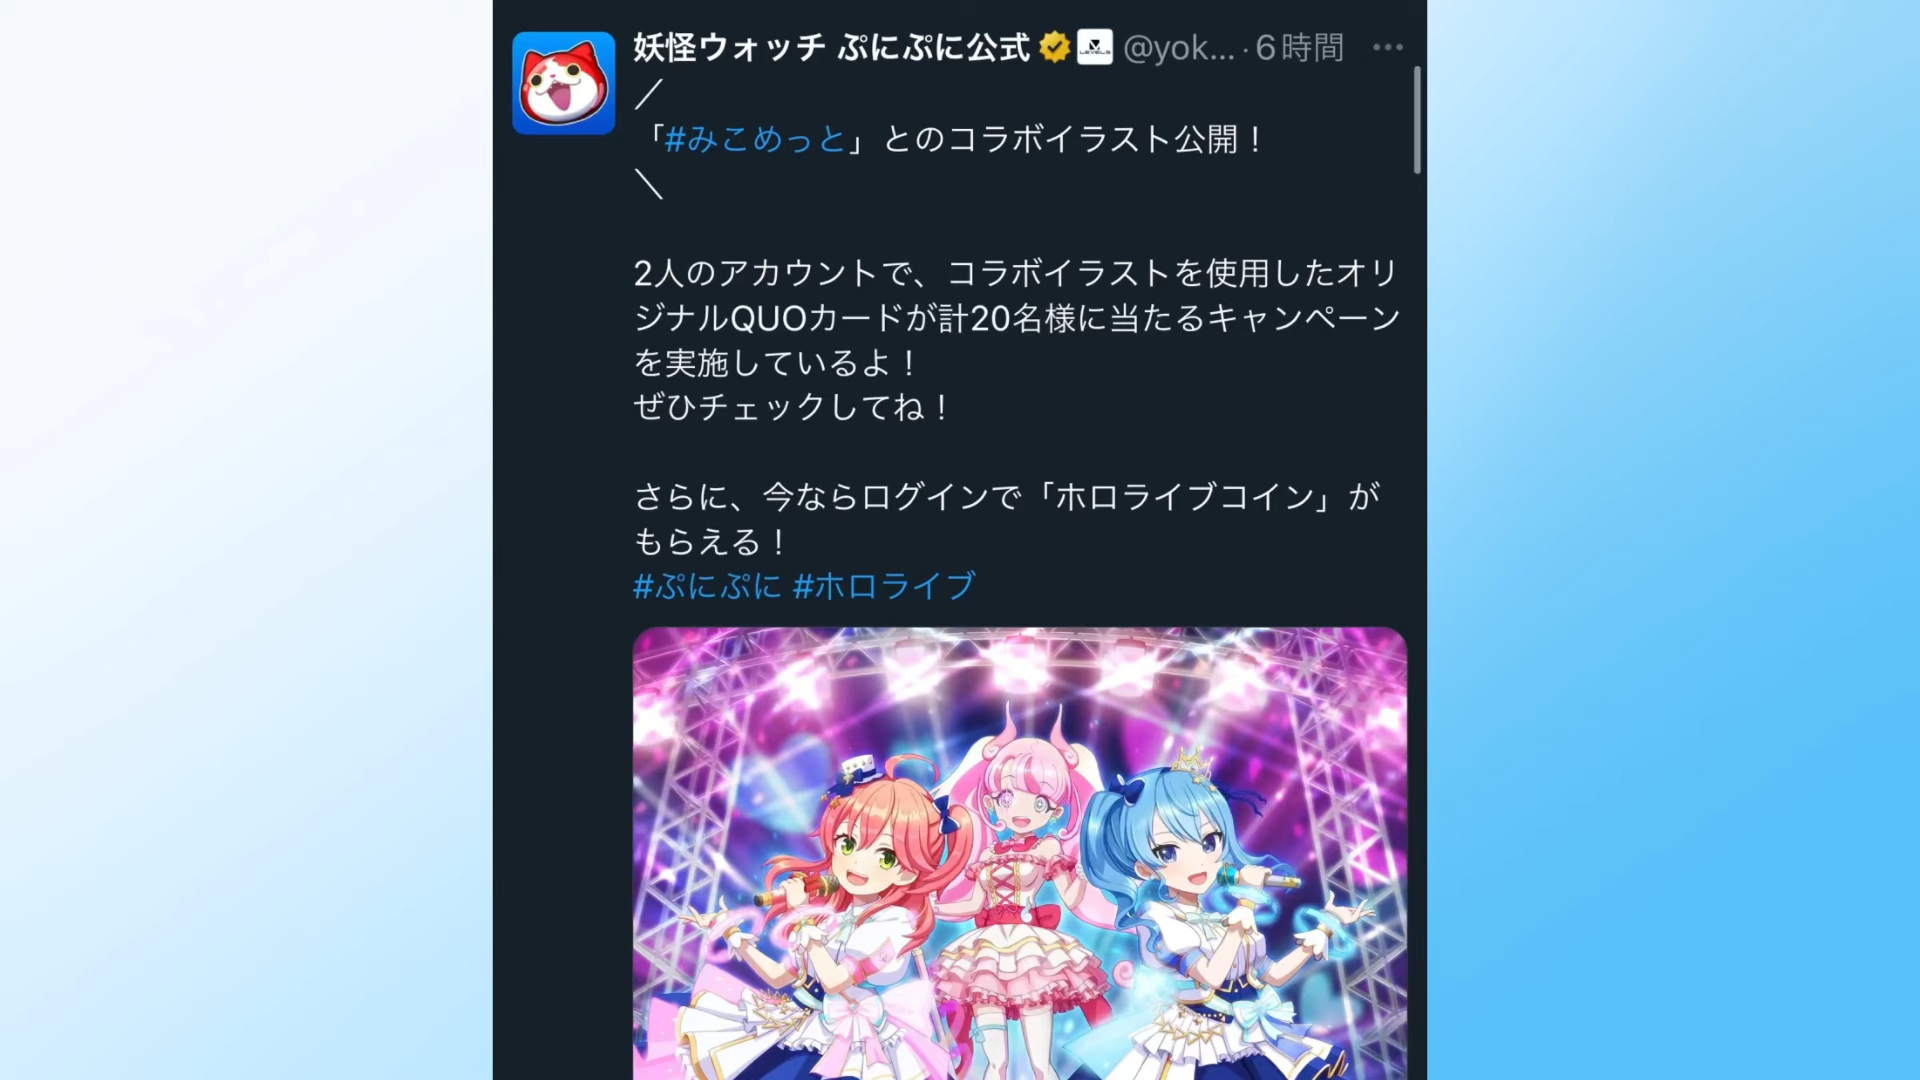 妖怪ウォッチ ぷにぷに公式 @yok... · 6時間
／
「#みこめっと」とのコラボイラスト公開！
＼
2人のアカウントで、コラボイラストを使用したオリ
ジナルQUOカードが計20名様に当たるキャンペーン
を実施しているよ！
ぜひチェックしてね！
さらに、今ならログインで「ホロライブコイン」が
もらえる！
#ぷにぷに #ホロライブ